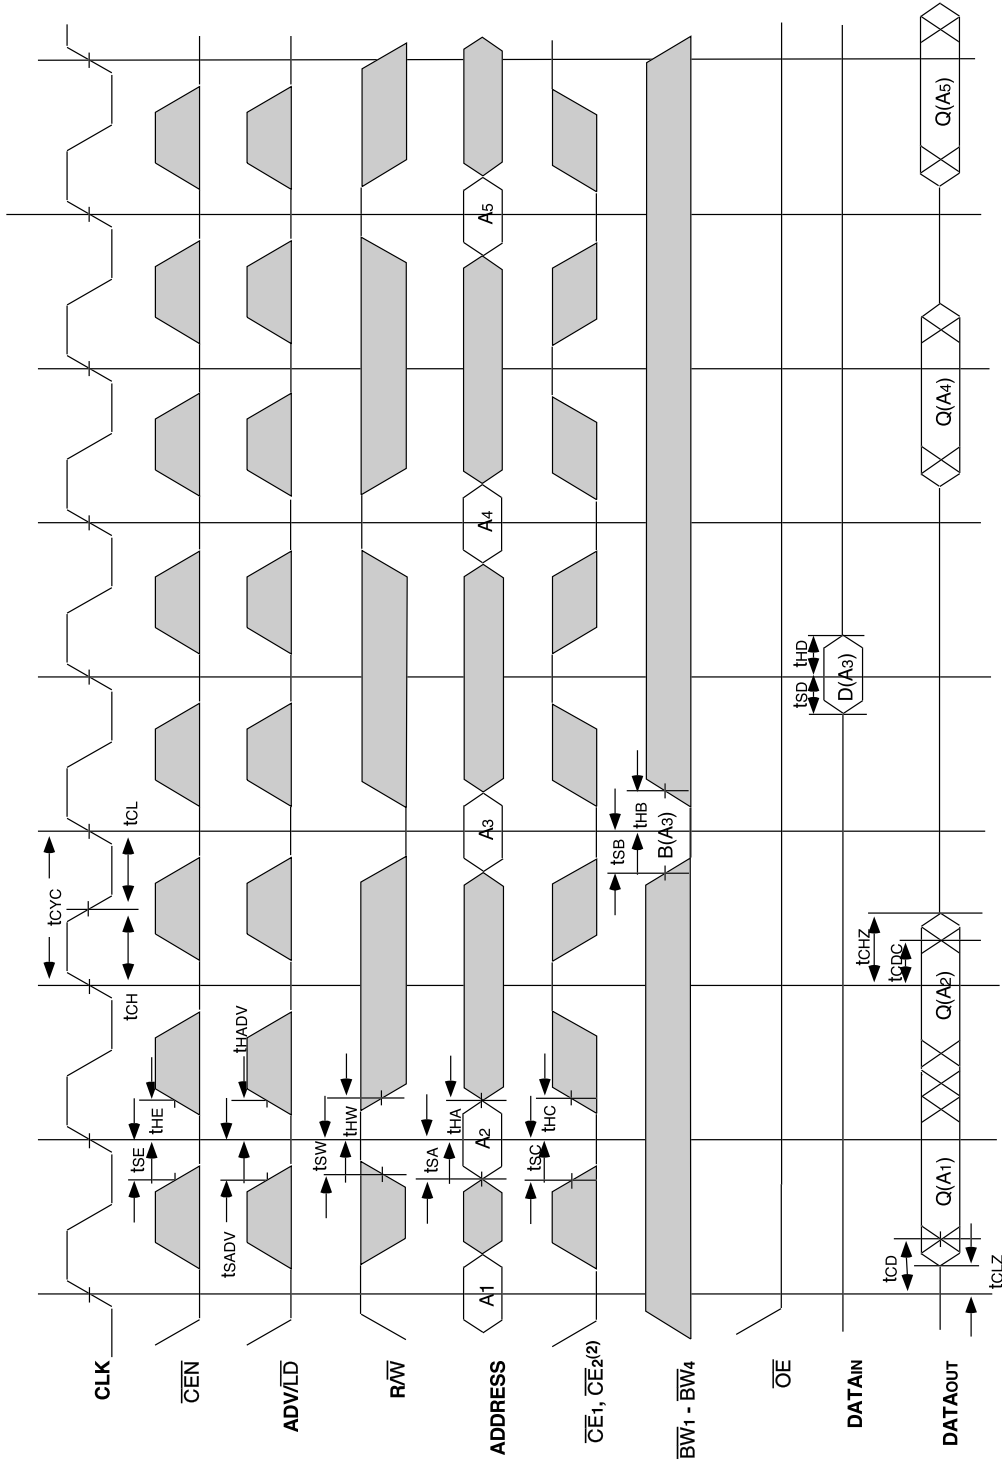 CLK
tCYC
tCH
tCL
CEN
tSE
tHE
ADV/LD
tSADV
tHADV
R/W
tSW
tHW
ADDRESS
A1
A2
A3
A4
A5
tSA
tHA
CE1, CE2(2)
tSC
tHC
BW1 - BW4
B(A3)
tSB
tHB
OE
DATAIN
D(A3)
tSD
tHD
DATAOUT
Q(A1)
Q(A2)
Q(A4)
Q(A5)
tCD
tCLZ
tCHZ
tCDC